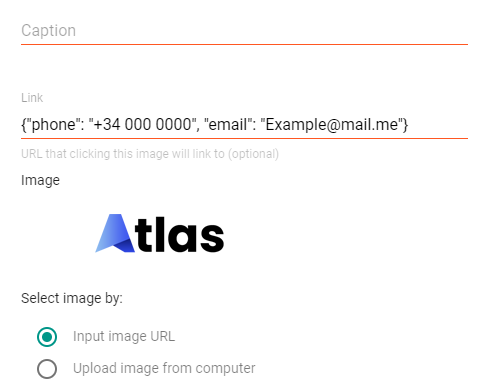 Caption
Link
{"phone": "+34 000 0000", "email": "Example@mail.me"}
URL that clicking this image will link to (optional)
Image
Atlas
Select image by:
Input image URL
Upload image from computer